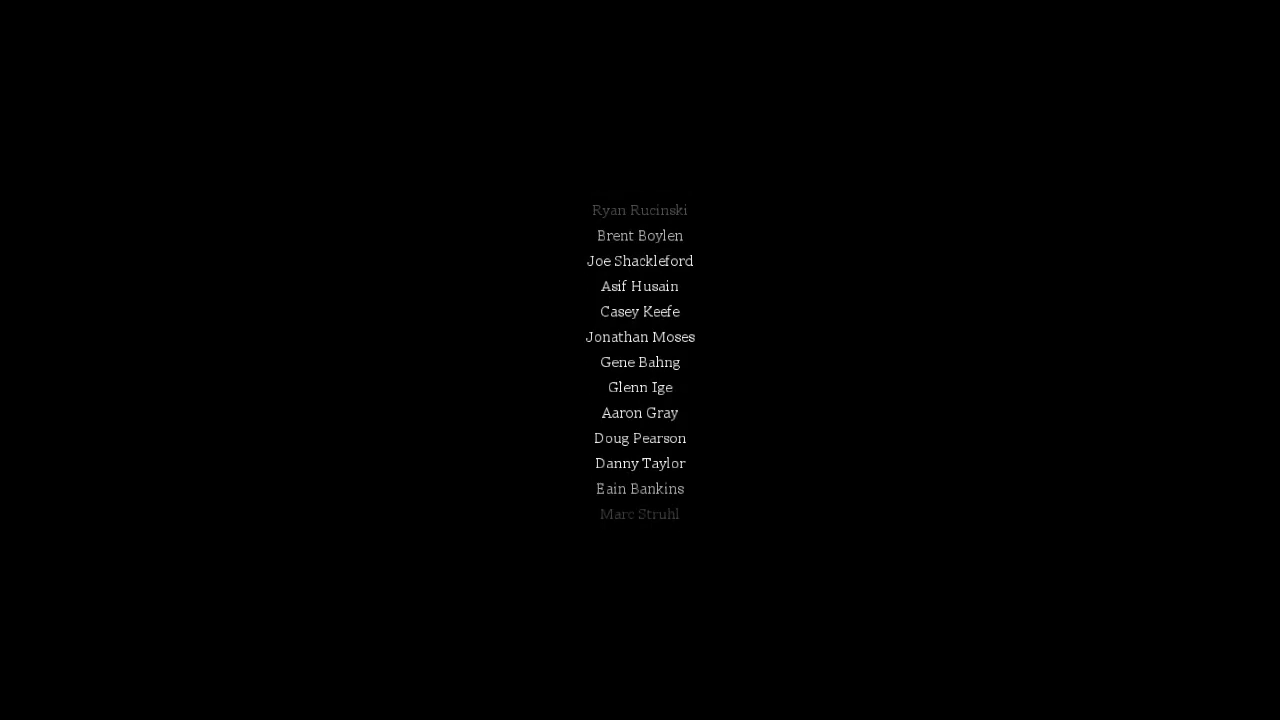 Ryan Rucinski
Brent Boylen
Joe Shackleford
Asif Husain
Casey Keefe
Jonathan Moses
Gene Bahng
Glenn Ige
Aaron Gray
Doug Pearson
Danny Taylor
Eain Bankins
Marc Struhl